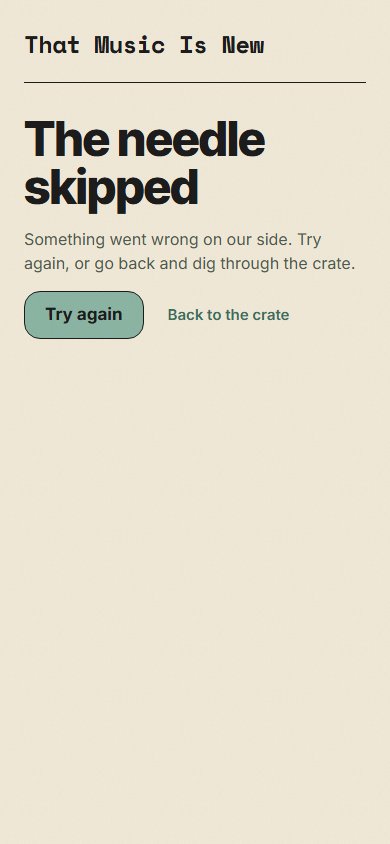 That Music Is New
The needle
skipped
Something went wrong on our side. Try
again, or go back and dig through the crate.
Try again
Back to the crate